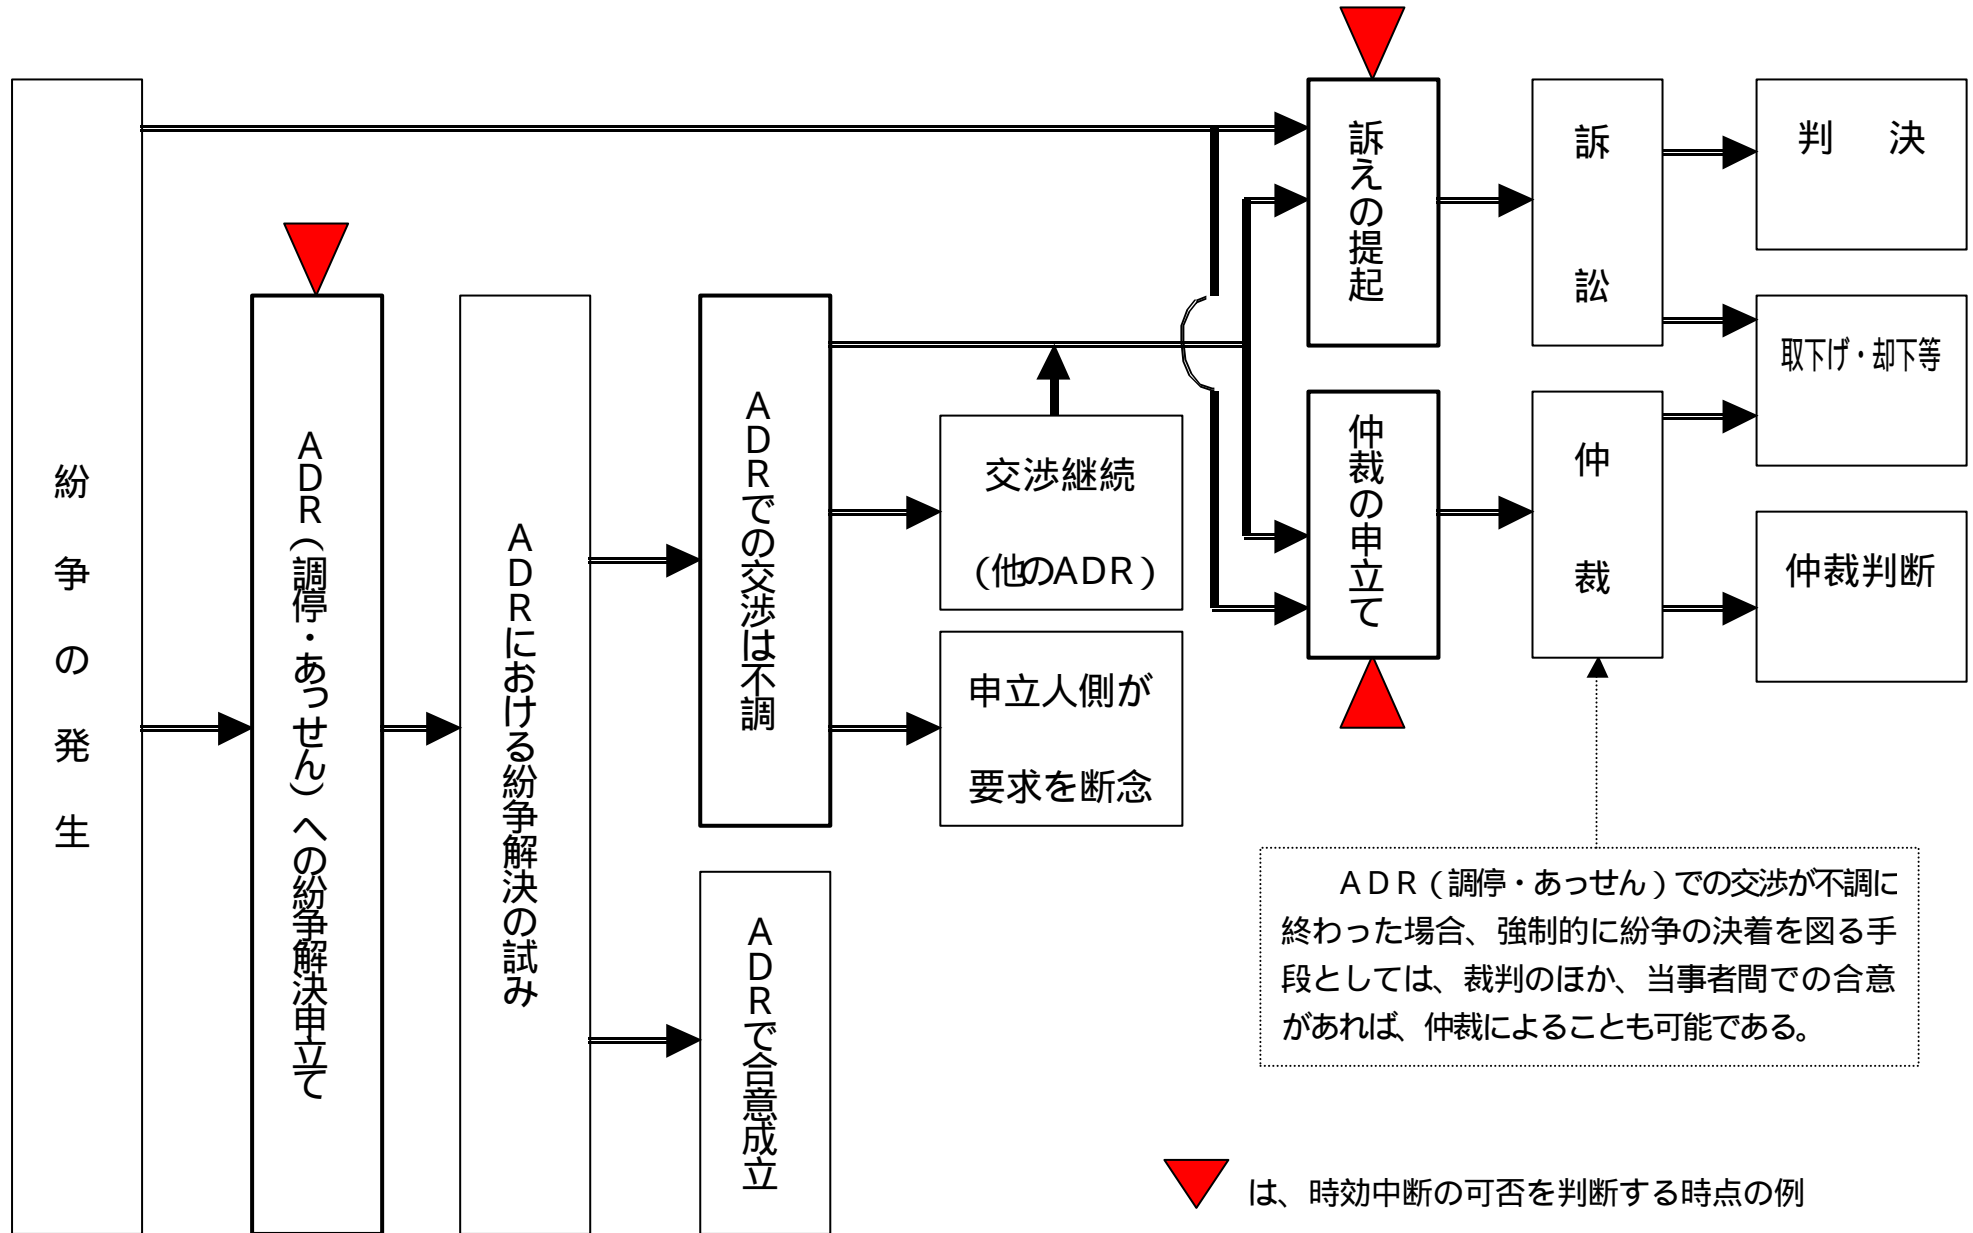 紛争の発生
ＡＤＲ（調停・あっせん）への紛争解決申立て
ＡＤＲにおける紛争解決の試み
ＡＤＲでの交渉は不調
ＡＤＲで合意成立
交渉継続
（他のＡＤＲ）
申立人側が
要求を断念
訴えの提起
仲裁の申立て
訴訟
仲裁
判　決
取下げ・却下等
仲裁判断
ＡＤＲ（調停・あっせん）での交渉が不調に
終わった場合、強制的に紛争の決着を図る手
段としては、裁判のほか、当事者間での合意
があれば、仲裁によることも可能である。
は、時効中断の可否を判断する時点の例